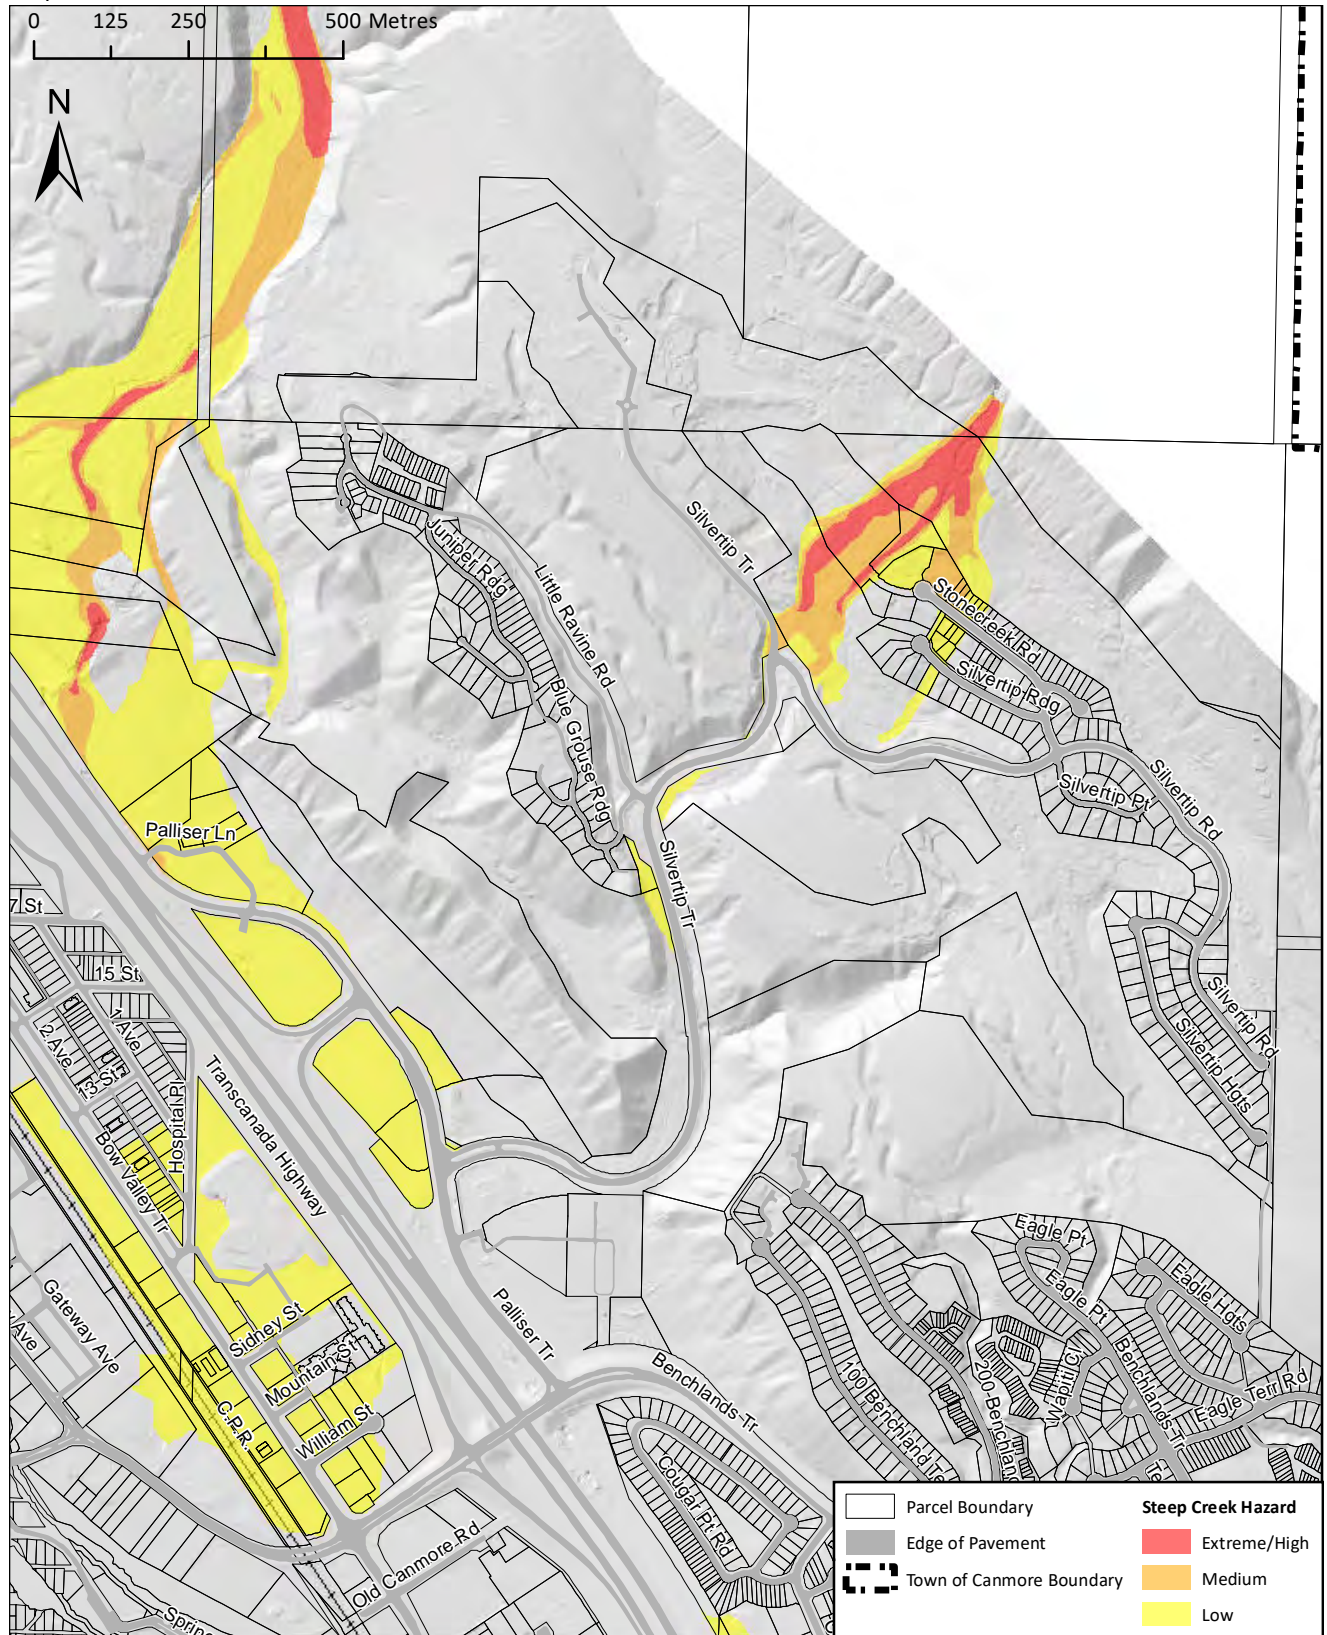 0 125 250 500 Metres
N
Silvertip Tr
Juniper Rdg
Little Ravine Rd
Stonecreek Rd
Silvertip Rdg
Blue Grouse Rdg
Silvertip Rd
Silvertip Pt
Palliser Ln
Silvertip Tr
7 St
15 St
1 Ave
2 Ave
13 St
Silvertip Rd
Silvertip Hgts
Transcanada Highway
Hospital Pl
Bow Valley Tr
Eagle Pt
Eagle Pt
Eagle Hgts
Gateway Ave
Ave
Sidney St
Palliser Tr
Mountain St
Benchlands Tr
100 Benchland Te
200 Benchland
Wapiti Cl
Benchlands Tr
Eagle Terr Rd
C.P.R.
William St
Cougar Pt Rd
Te
Old Canmore Rd
Spring
Parcel Boundary
Edge of Pavement
Town of Canmore Boundary
Steep Creek Hazard
Extreme/High
Medium
Low